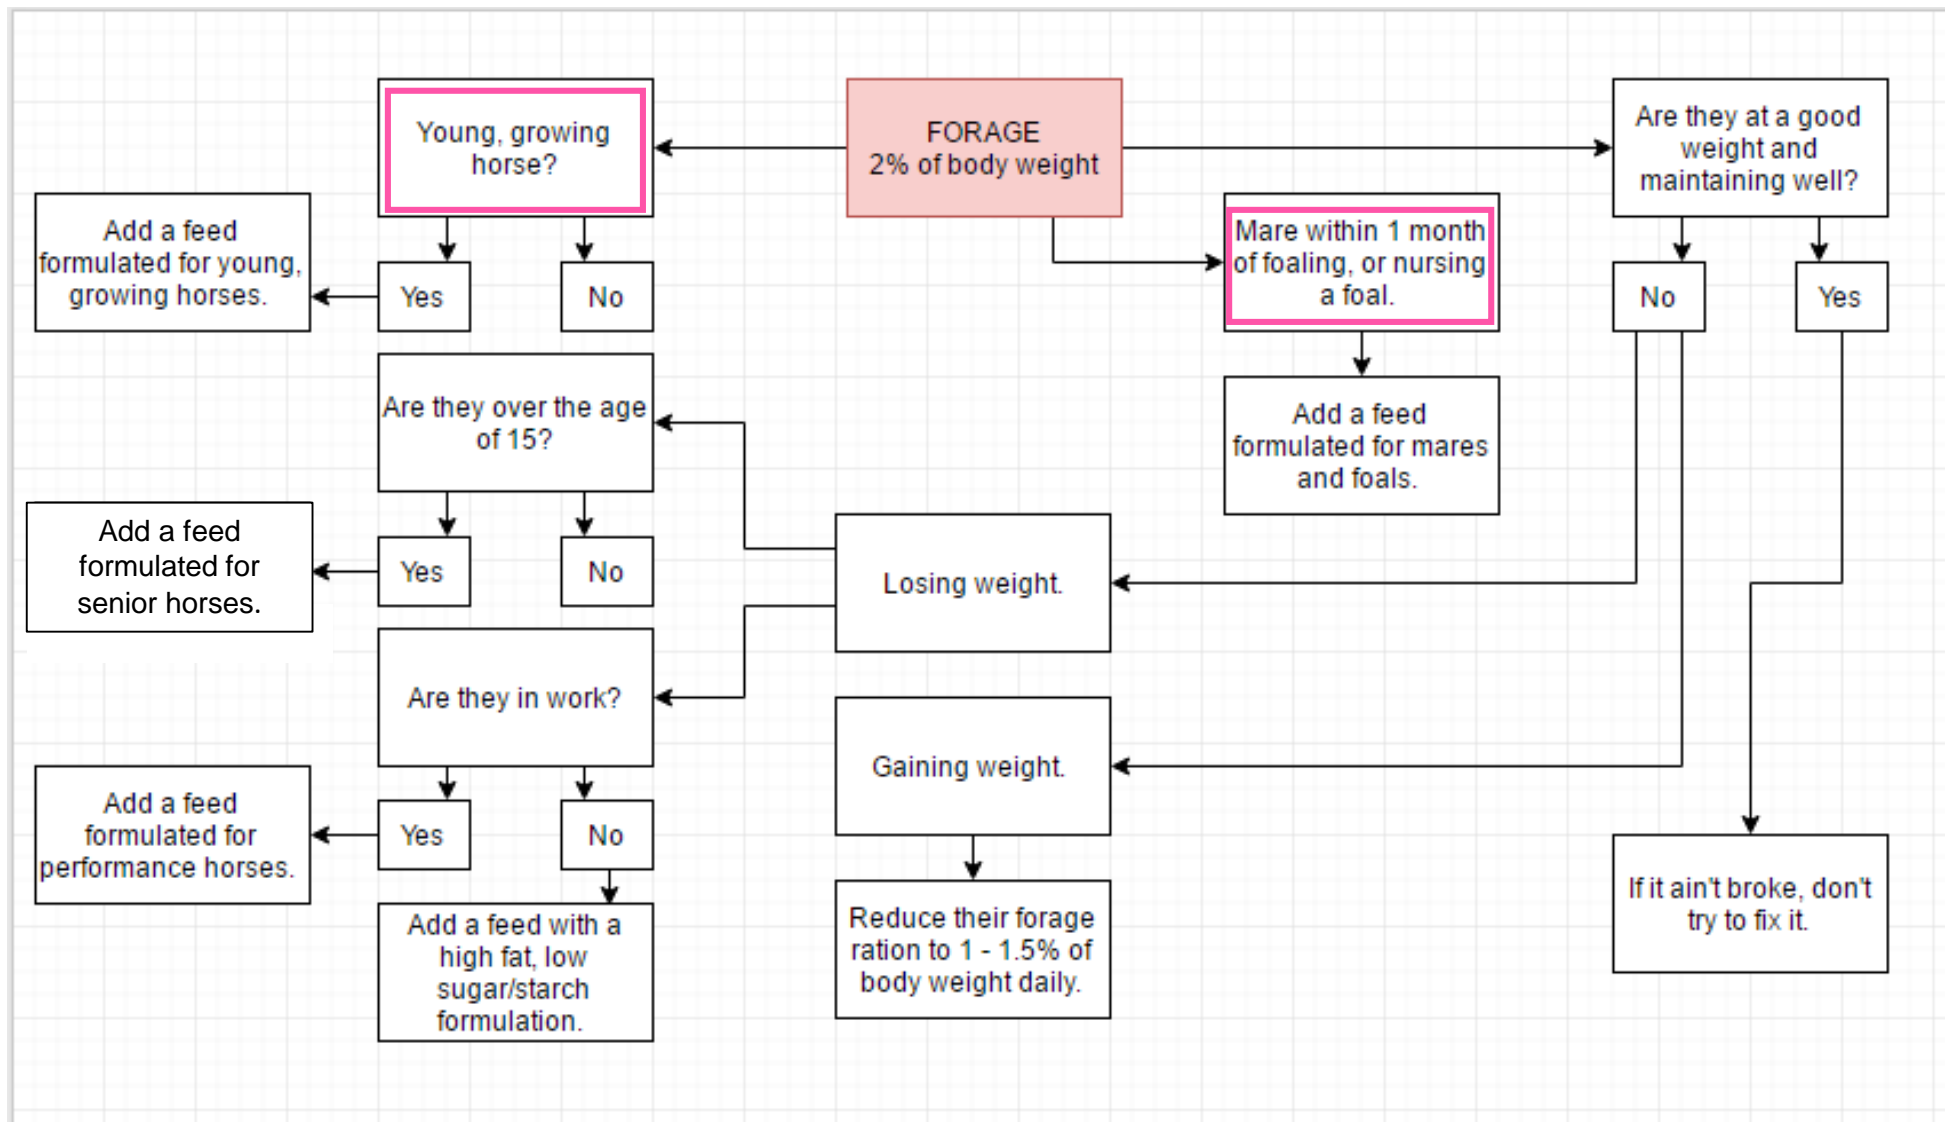 Young, growing
horse?
FORAGE
2% of body weight
Are they at a good
weight and
maintaining well?
Add a feed
formulated for young,
growing horses.
Yes
No
Mare within 1 month
of foaling, or nursing
a foal.
No
Yes
Are they over the age
of 15?
Add a feed
formulated for mares
and foals.
Add a feed
formulated for
senior horses.
Yes
No
Losing weight.
Are they in work?
Gaining weight.
Add a feed
formulated for
performance horses.
Yes
No
Add a feed with a
high fat, low
sugar/starch
formulation.
Reduce their forage
ration to 1 - 1.5% of
body weight daily.
If it ain't broke, don't
try to fix it.